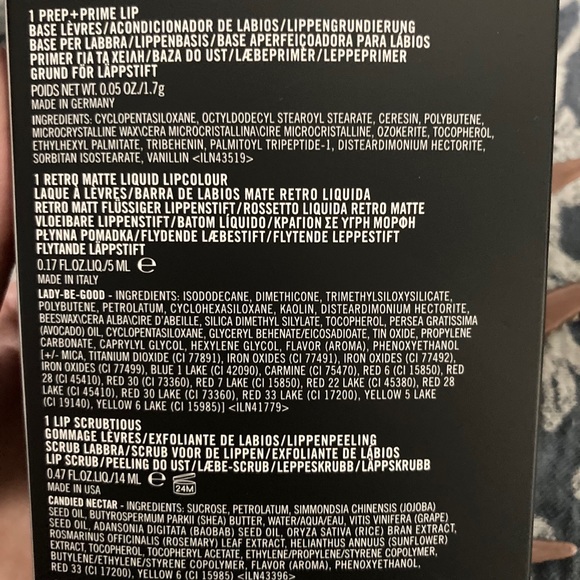 1 PREP+PRIME LIP
BASE LÈVRES/ACONDICIONADOR DE LABIOS/LIPPENGRUNDIERUNG
BASE PER LABBRA/LIPPENBASIS/BASE APERFEIÇOADORA PARA LÁBIOS
PRIMER ΓΙΑ ΤΑ ΧΕΙΛΗ/BAZA DO UST/LÆBEPRIMER/LEPPEPRIMER
GRUND FÖR LÄPPSTIFT
POIDS NET WT. 0.05 OZ/1.7g
MADE IN GERMANY
INGREDIENTS: CYCLOPENTASILOXANE, OCTYLDODECYL STEAROYL STEARATE, CERESIN, POLYBUTENE,
MICROCRYSTALLINE WAX\CERA MICROCRISTALLINA\CIRE MICROCRISTALLINE, OZOKERITE, TOCOPHEROL,
ETHYLHEXYL PALMITATE, TRIBEHENIN, PALMITOYL TRIPEPTIDE-1, DISTEARDIMONIUM HECTORITE,
SORBITAN ISOSTEARATE, VANILLIN <ILN43519>
1 RETRO MATTE LIQUID LIPCOLOUR
LAQUE À LÈVRES/BARRA DE LABIOS MATE RETRO LIQUIDA
RETRO MATT FLÜSSIGER LIPPENSTIFT/ROSSETTO LIQUIDA RETRO MATTE
VLOEIBARE LIPPENSTIFT/BATOM LÍQUIDO/ΚΡΑΓΙΟΝ ΣΕ ΥΓΡΗ ΜΟΡΦΗ
PŁYNNA POMADKA/FLYDENDE LÆBESTIFT/FLYTENDE LEPPESTIFT
FLYTANDE LÄPPSTIFT
0.17 FL.OZ.LIQ./5 ML ℮
MADE IN ITALY
LADY-BE-GOOD - INGREDIENTS: ISODODECANE, DIMETHICONE, TRIMETHYLSILOXYSILICATE,
POLYBUTENE, PETROLATUM, CYCLOHEXASILOXANE, KAOLIN, DISTEARDIMONIUM HECTORITE,
BEESWAX\CERA ALBA\CIRE D'ABEILLE, SILICA DIMETHYL SILYLATE, TOCOPHEROL, PERSEA GRATISSIMA
(AVOCADO) OIL, CYCLOPENTASILOXANE, GLYCERYL BEHENATE/EICOSADIOATE, TIN OXIDE, PROPYLENE
CARBONATE, CAPRYLYL GLYCOL, HEXYLENE GLYCOL, FLAVOR (AROMA), PHENOXYETHANOL
[+/- MICA, TITANIUM DIOXIDE (CI 77891), IRON OXIDES (CI 77491), IRON OXIDES (CI 77492),
IRON OXIDES (CI 77499), BLUE 1 LAKE (CI 42090), CARMINE (CI 75470), RED 6 (CI 15850), RED
28 (CI 45410), RED 30 (CI 73360), RED 7 LAKE (CI 15850), RED 22 LAKE (CI 45380), RED 28
LAKE (CI 45410), RED 30 LAKE (CI 73360), RED 33 LAKE (CI 17200), YELLOW 5 LAKE
(CI 19140), YELLOW 6 LAKE (CI 15985)] <ILN41779>
1 LIP SCRUBTIOUS
GOMMAGE LÈVRES/EXFOLIANTE DE LABIOS/LIPPENPEELING
SCRUB LABBRA/SCRUB VOOR DE LIPPEN/EXFOLIANTE DE LÁBIOS
LIP SCRUB/PEELING DO UST/LÆBE-SCRUB/LEPPESKRUBB/LÄPPSKRUBB
0.47 FL.OZ.LIQ./14 ML ℮ 24M
MADE IN USA
CANDIED NECTAR - INGREDIENTS: SUCROSE, PETROLATUM, SIMMONDSIA CHINENSIS (JOJOBA)
SEED OIL, BUTYROSPERMUM PARKII (SHEA) BUTTER, WATER/AQUA/EAU, VITIS VINIFERA (GRAPE)
SEED OIL, ADANSONIA DIGITATA (BAOBAB) SEED OIL, ORYZA SATIVA (RICE) BRAN EXTRACT,
ROSMARINUS OFFICINALIS (ROSEMARY) LEAF EXTRACT, HELIANTHUS ANNUUS (SUNFLOWER)
EXTRACT, TOCOPHEROL, TOCOPHERYL ACETATE, ETHYLENE/PROPYLENE/STYRENE COPOLYMER,
BUTYLENE/ETHYLENE/STYRENE COPOLYMER, FLAVOR (AROMA), PHENOXYETHANOL,
RED 33 (CI 17200), YELLOW 6 (CI 15985) <ILN43396>